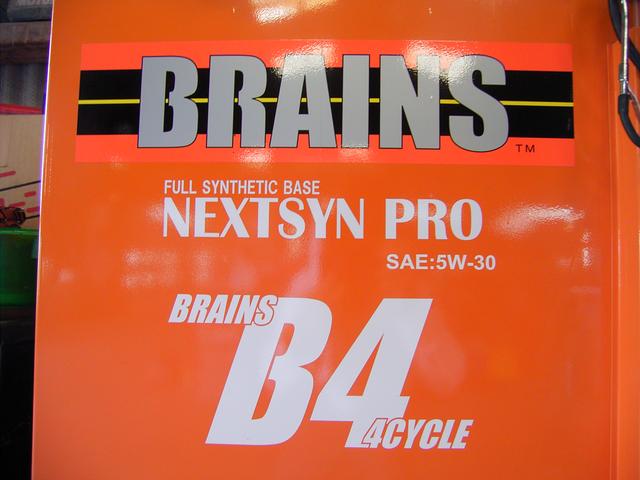 BRAINS
TM
FULL SYNTHETIC BASE
NEXTSYN PRO
SAE:5W-30
BRAINS
B4
4CYCLE